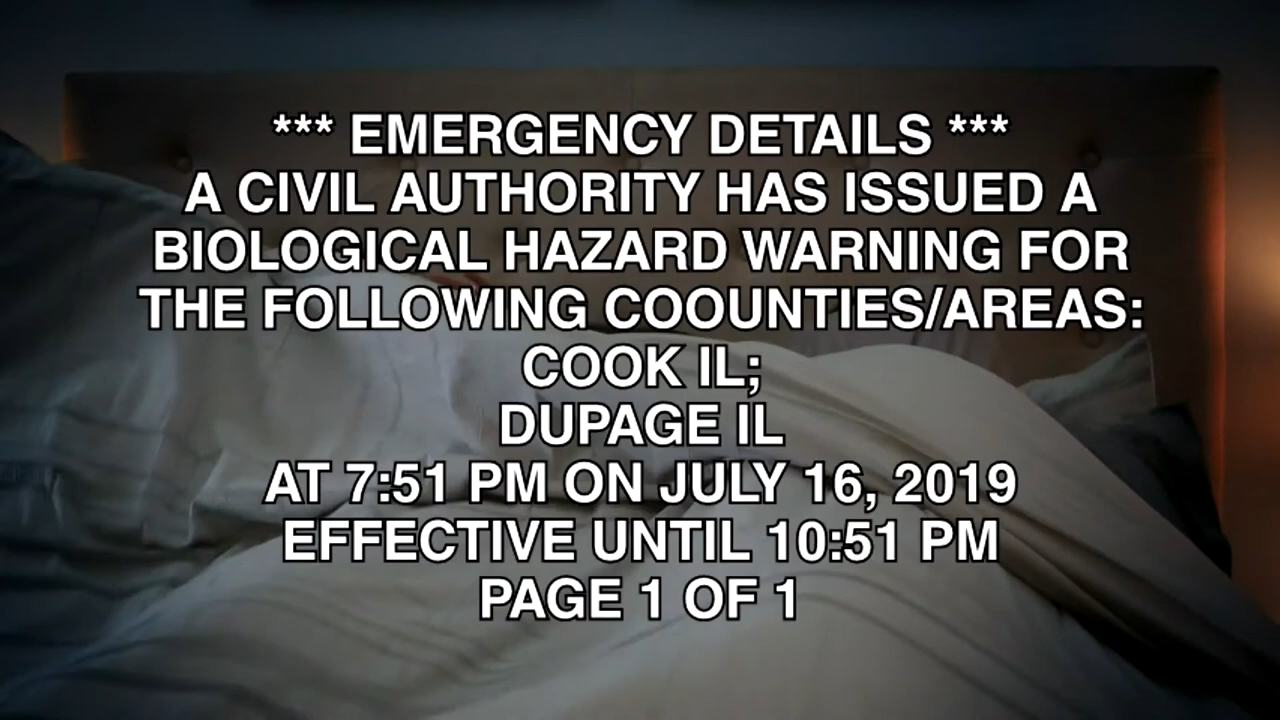 *** EMERGENCY DETAILS ***
A CIVIL AUTHORITY HAS ISSUED A
BIOLOGICAL HAZARD WARNING FOR
THE FOLLOWING COOUNTIES/AREAS:
COOK IL;
DUPAGE IL
AT 7:51 PM ON JULY 16, 2019
EFFECTIVE UNTIL 10:51 PM
PAGE 1 OF 1